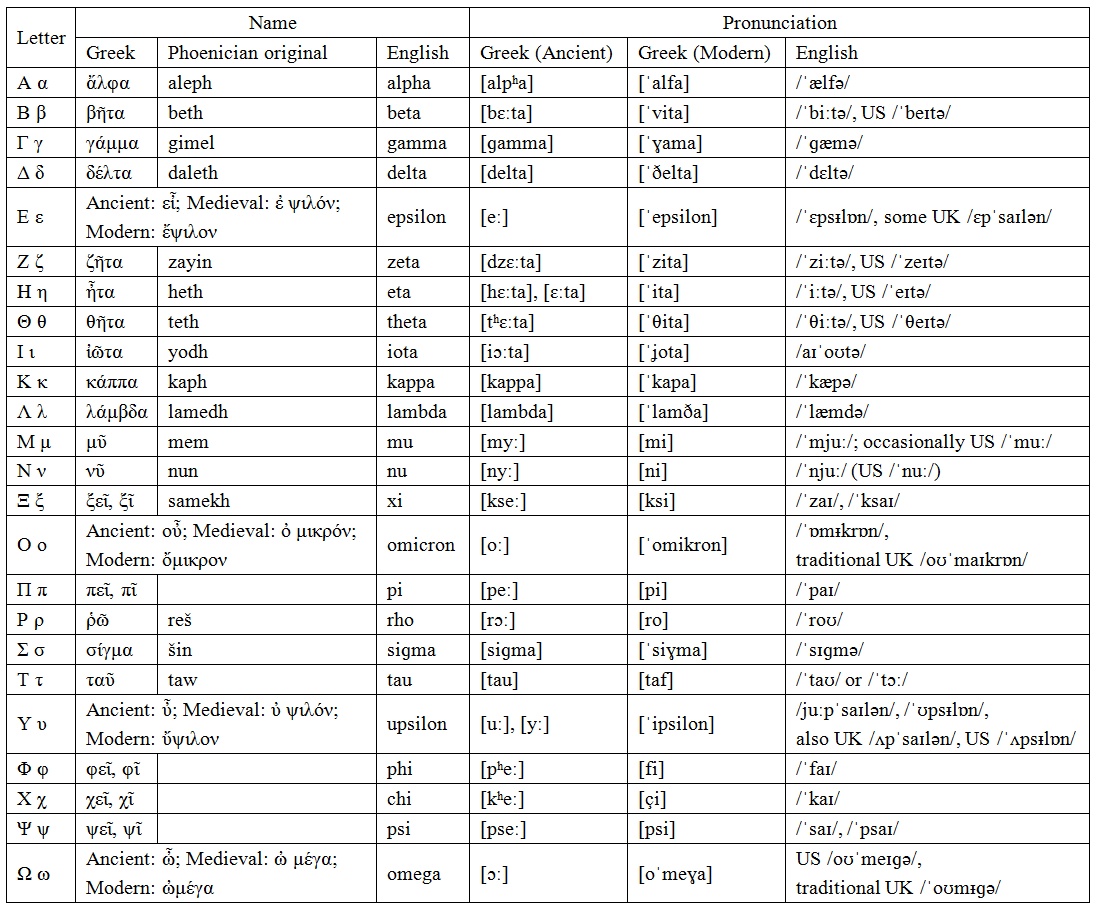 Letter Name Pronunciation
Greek Phoenician original English Greek (Ancient) Greek (Modern) English
Α α ἄλφα aleph alpha [alpʰa] [ˈalfa] /ˈælfə/
Β β βῆτα beth beta [bɛːta] [ˈvita] /ˈbiːtə/, US /ˈbeɪtə/
Γ γ γάμμα gimel gamma [ɡamma] [ˈɣama] /ˈɡæmə/
Δ δ δέλτα daleth delta [delta] [ˈðelta] /ˈdɛltə/
Ε ε Ancient: εἶ; Medieval: ἐ ψιλόν;
Modern: ἔψιλον epsilon [eː] [ˈepsilon] /ˈɛpsɪlɒn/, some UK /ɛpˈsaɪlən/
Ζ ζ ζῆτα zayin zeta [dzɛːta] [ˈzita] /ˈziːtə/, US /ˈzeɪtə/
Η η ἦτα heth eta [hɛːta], [ɛːta] [ˈita] /ˈiːtə/, US /ˈeɪtə/
Θ θ θῆτα teth theta [tʰɛːta] [ˈθita] /ˈθiːtə/, US /ˈθeɪtə/
Ι ι ἰῶτα yodh iota [iɔːta] [ˈʝota] /aɪˈoʊtə/
Κ κ κάππα kaph kappa [kappa] [ˈkapa] /ˈkæpə/
Λ λ λάμβδα lamedh lambda [lambda] [ˈlamða] /ˈlæmdə/
Μ μ μῦ mem mu [myː] [mi] /ˈmjuː/; occasionally US /ˈmuː/
Ν ν νῦ nun nu [nyː] [ni] /ˈnjuː/ (US /ˈnuː/)
Ξ ξ ξεῖ, ξῖ samekh xi [kseː] [ksi] /ˈzaɪ/, /ˈksaɪ/
Ο ο Ancient: οὖ; Medieval: ὀ μικρόν;
Modern: ὄμικρον omicron [oː] [ˈomikron] /ˈɒmɪkrɒn/,
traditional UK /oʊˈmaɪkrɒn/
Π π πεῖ, πῖ pi [peː] [pi] /ˈpaɪ/
Ρ ρ ῥῶ reš rho [rɔː] [ro] /ˈroʊ/
Σ σ σίγμα šin siɡma [siɡma] [ˈsiɣma] /ˈsɪɡmə/
Τ τ ταῦ taw tau [tau] [taf] /ˈtaʊ/ or /ˈtɔː/
Υ υ Ancient: ὖ; Medieval: ὐ ψιλόν;
Modern: ὔψιλον upsilon [uː], [yː] [ˈipsilon] /juːpˈsaɪlən/, /ˈʊpsɪlɒn/,
also UK /ʌpˈsaɪlən/, US /ˈʌpsɪlɒn/
Φ φ φεῖ, φῖ phi [pʰeː] [fi] /ˈfaɪ/
Χ χ χεῖ, χῖ chi [kʰeː] [çi] /ˈkaɪ/
Ψ ψ ψεῖ, ψῖ psi [pseː] [psi] /ˈsaɪ/, /ˈpsaɪ/
Ω ω Ancient: ὦ; Medieval: ὠ μέγα;
Modern: ὠμέγα omega [ɔː] [oˈmeɣa] US /oʊˈmeɪɡə/,
traditional UK /ˈoʊmɪɡə/